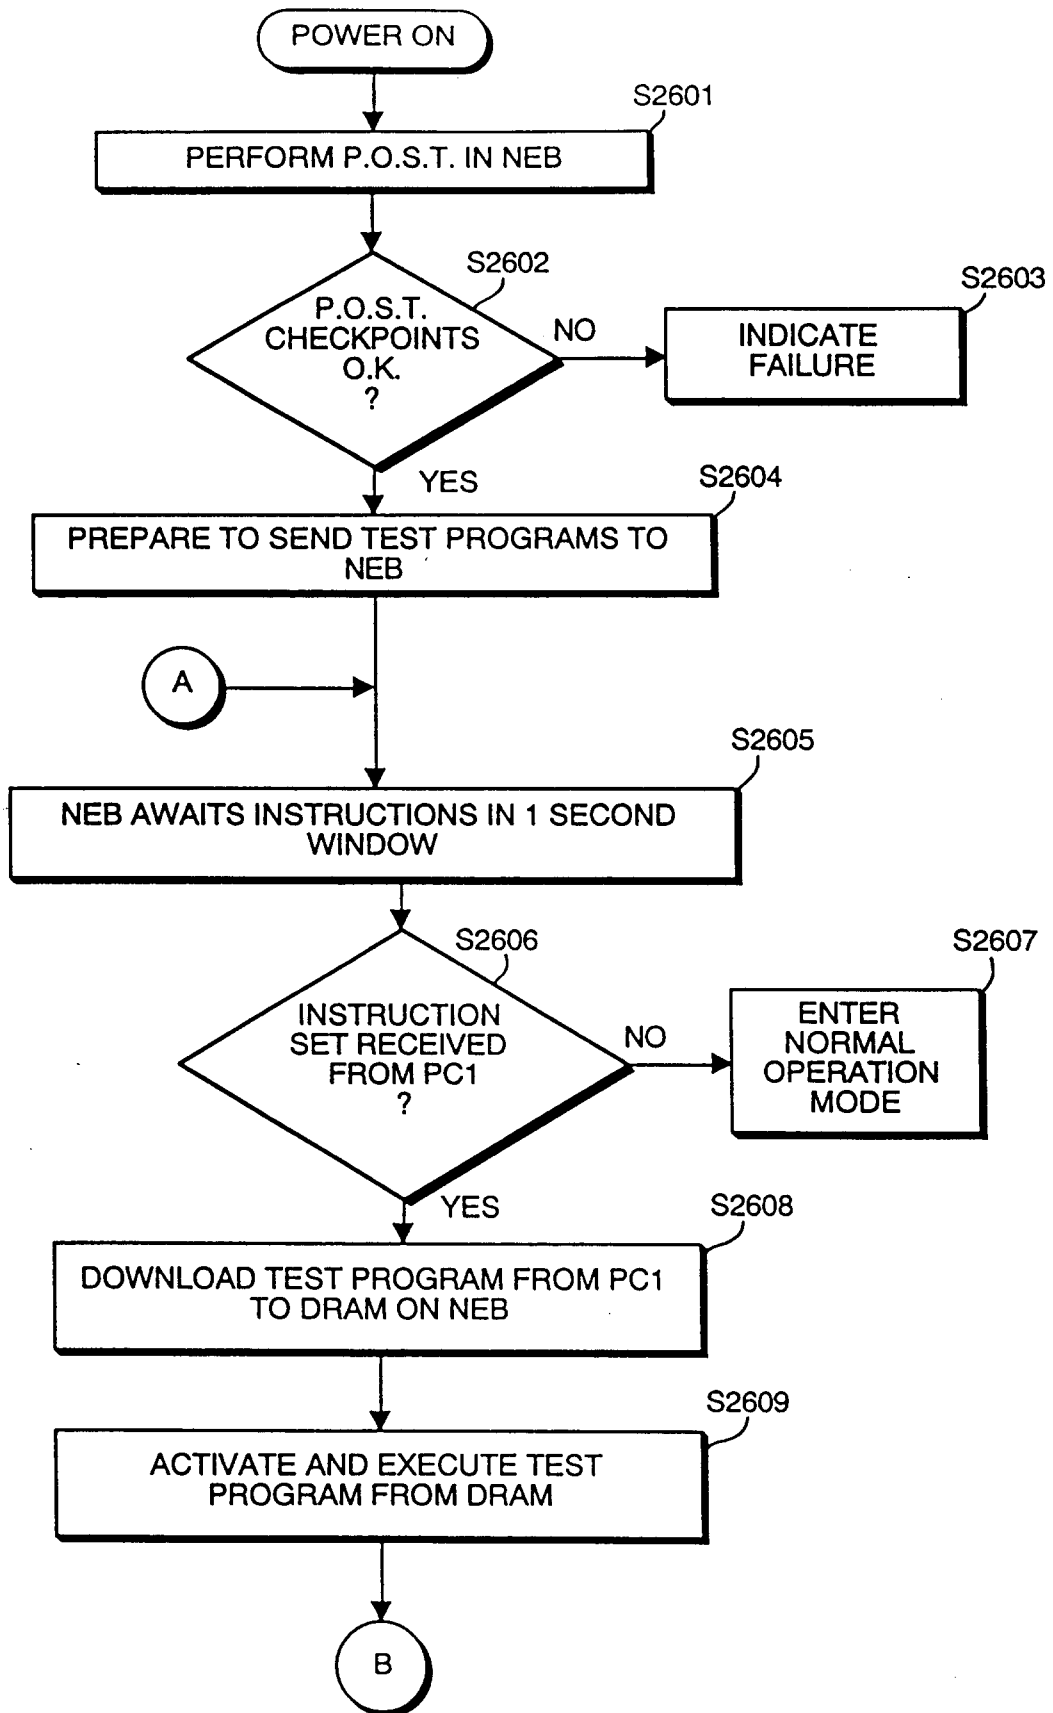 POWER ON
S2601
PERFORM P.O.S.T. IN NEB
S2602
P.O.S.T.
CHECKPOINTS
O.K.
?
NO
S2603
INDICATE
FAILURE
YES
S2604
PREPARE TO SEND TEST PROGRAMS TO
NEB
A
S2605
NEB AWAITS INSTRUCTIONS IN 1 SECOND
WINDOW
S2606
INSTRUCTION
SET RECEIVED
FROM PC1
?
NO
S2607
ENTER
NORMAL
OPERATION
MODE
YES
S2608
DOWNLOAD TEST PROGRAM FROM PC1
TO DRAM ON NEB
S2609
ACTIVATE AND EXECUTE TEST
PROGRAM FROM DRAM
B